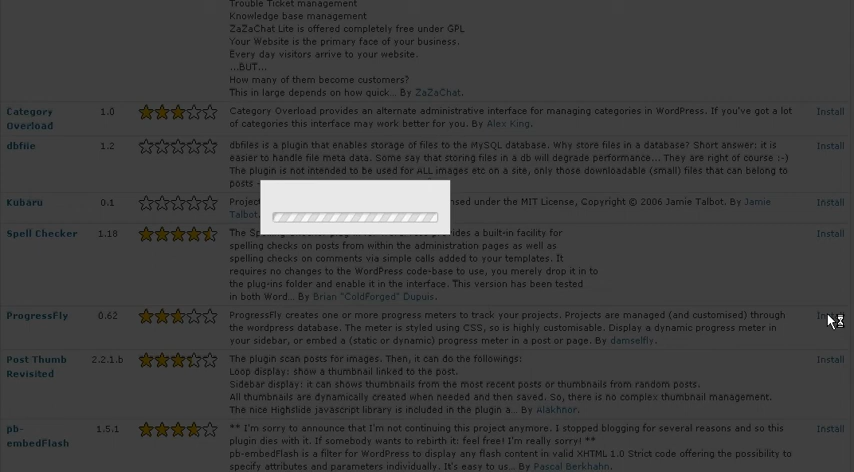 Trouble Ticket management
Knowledge base management
ZaZaChat Lite is offered completely free under GPL
Your Website is the primary face of your business.
Every day visitors arrive to your website.
...BUT...
How many of them become customers?
This in large depends on how quick... By ZaZaChat.
Category Overload 1.0 Category Overload provides an alternate administrative interface for managing categories in WordPress. If you've got a lot Install
of categories this interface may work better for you. By Alex King.
dbfile 1.2 dbfiles is a plugin that enables storage of files to the MySQL database. Why store files in a database? Short answer: it is Install
easier to handle file meta data. Some say that storing files in a db will degrade performance... They are right of course :-)
The plugin is not intended to be used for ALL images etc on a site, only those downloadable (small) files that can belong to
posts
Kubaru 0.1 Project under the MIT License, Copyright © 2006 Jamie Talbot. By Jamie Install
Talbot.
Spell Checker 1.18 The Sp provides a built-in facility for Install
spelling checks on posts from within the administration pages as well as
spelling checks on comments via simple calls added to your templates. It
requires no changes to the WordPress code-base to use, you merely drop it in to
the plug-ins folder and enable it in the interface. This version has been tested
in both Word... By Brian "ColdForged" Dupuis.
ProgressFly 0.62 ProgressFly creates one or more progress meters to track your projects. Projects are managed (and customised) through Install
the wordpress database. The meter is styled using CSS, so is highly customisable. Display a dynamic progress meter in
your sidebar, or embed a (static or dynamic) progress meter in a post or page. By damselfly.
Post Thumb Revisited 2.2.1.b The plugin scan posts for images. Then, it can do the followings: Install
Loop display: show a thumbnail linked to the post.
Sidebar display: it can shows thumbnails from the most recent posts or thumbnails from random posts.
All thumbnails are dynamically created when needed and then saved. So, there is no complex thumbnail management.
The nice Highslide javascript library is included in the plugin a... By Alakhnor.
pb-embedFlash 1.5.1 ** I'm sorry to announce that I'm not continuing this project anymore. I stopped blogging for several reasons and so this Install
plugin dies with it. If somebody wants to rebirth it: feel free! I'm really sorry! **
pb-embedFlash is a filter for WordPress to display any flash content in valid XHTML 1.0 Strict code offering the possibility to
specify attributes and parameters individually. It's easy to us... By Pascal Berkhahn.